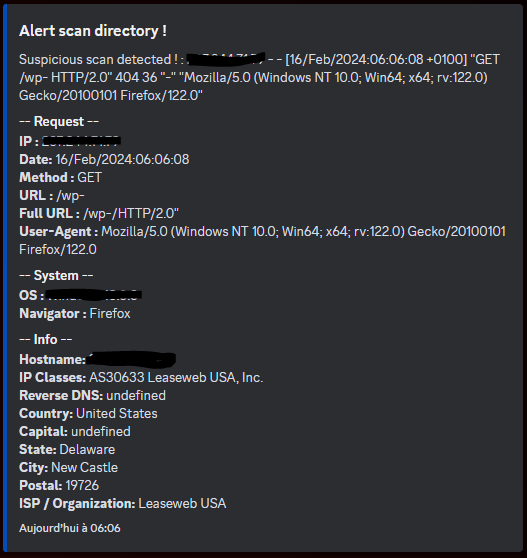 Alert scan directory !
Suspicious scan detected ! : - - [16/Feb/2024:06:06:08 +0100] "GET
/wp- HTTP/2.0" 404 36 "-" "Mozilla/5.0 (Windows NT 10.0; Win64; x64; rv:122.0)
Gecko/20100101 Firefox/122.0"
-- Request --
IP :
Date: 16/Feb/2024:06:06:08
Method : GET
URL : /wp-
Full URL : /wp-/HTTP/2.0"
User-Agent : Mozilla/5.0 (Windows NT 10.0; Win64; x64; rv:122.0) Gecko/20100101
Firefox/122.0
-- System --
OS :
Navigator : Firefox
-- Info --
Hostname:
IP Classes: AS30633 Leaseweb USA, Inc.
Reverse DNS: undefined
Country: United States
Capital: undefined
State: Delaware
City: New Castle
Postal: 19726
ISP / Organization: Leaseweb USA
Aujourd'hui à 06:06